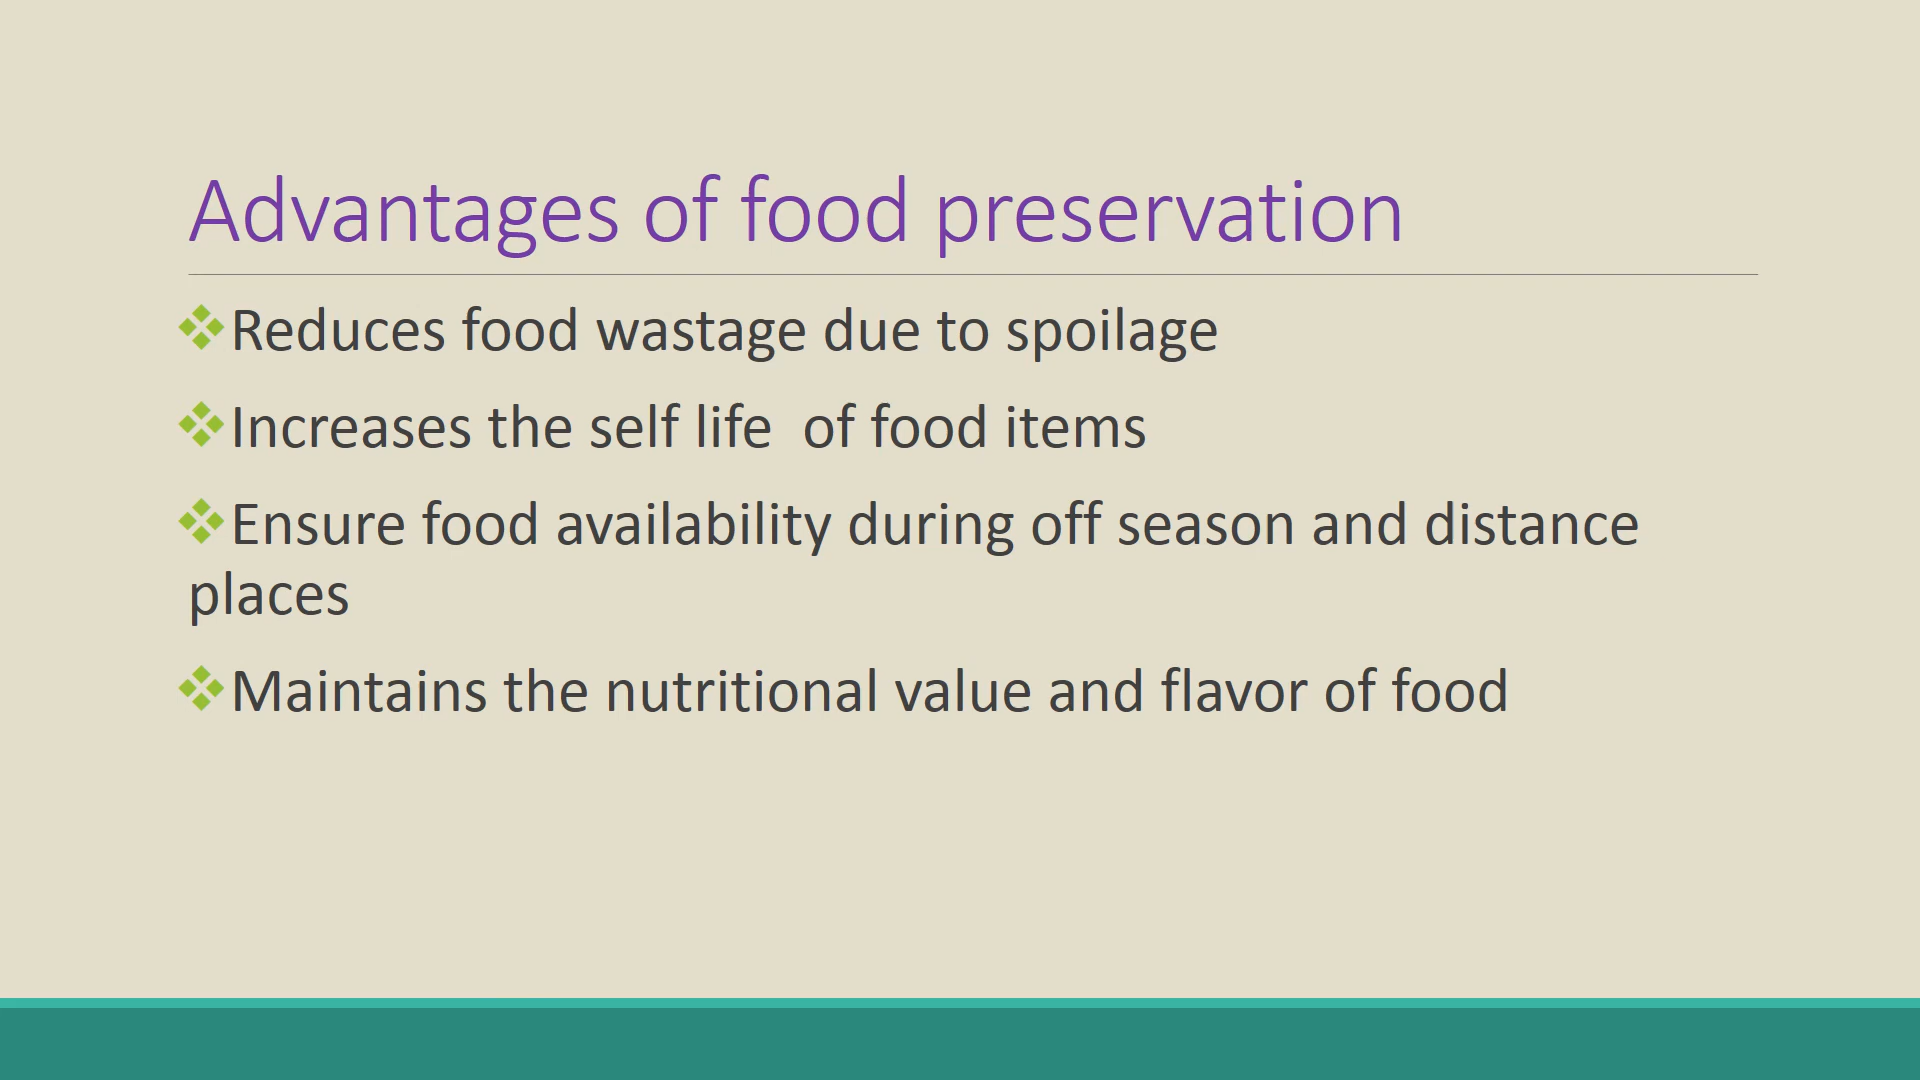 Advantages of food preservation
❖Reduces food wastage due to spoilage
❖Increases the self life  of food items
❖Ensure food availability during off season and distance
places
❖Maintains the nutritional value and flavor of food